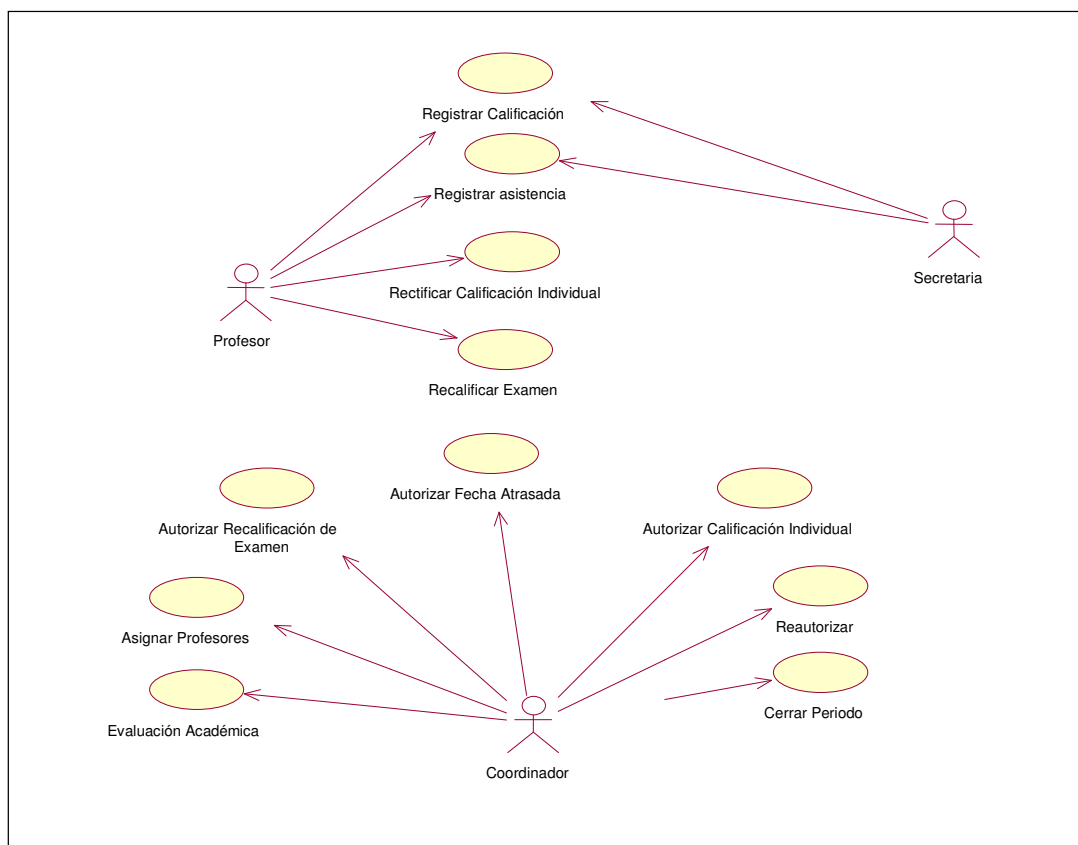 Registrar Calificación
Registrar asistencia
Secretaria
Rectificar Calificación Individual
Profesor
Recalificar Examen
Autorizar Fecha Atrasada
Autorizar Recalificación de
Examen
Autorizar Calificación Individual
Asignar Profesores
Reautorizar
Cerrar Periodo
Evaluación Académica
Coordinador